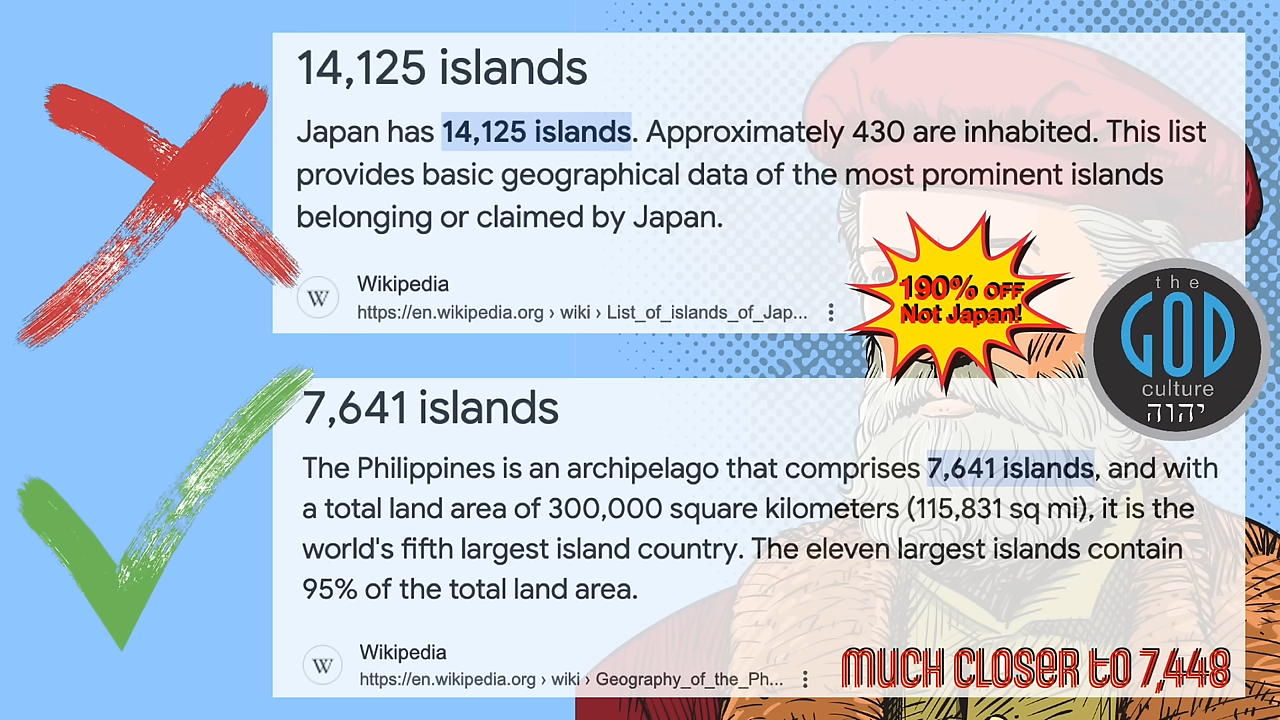 14,125 islands
Japan has 14,125 islands. Approximately 430 are inhabited. This list
provides basic geographical data of the most prominent islands
belonging or claimed by Japan.
W
Wikipedia
https://en.wikipedia.org › wiki › List_of_islands_of_Jap...
190% OFF
Not Japan!
the
GOD
culture
יהוה
7,641 islands
The Philippines is an archipelago that comprises 7,641 islands, and with
a total land area of 300,000 square kilometers (115,831 sq mi), it is the
world's fifth largest island country. The eleven largest islands contain
95% of the total land area.
W
Wikipedia
https://en.wikipedia.org › wiki › Geography_of_the_Ph...
MUCH CLOSER to 7,448